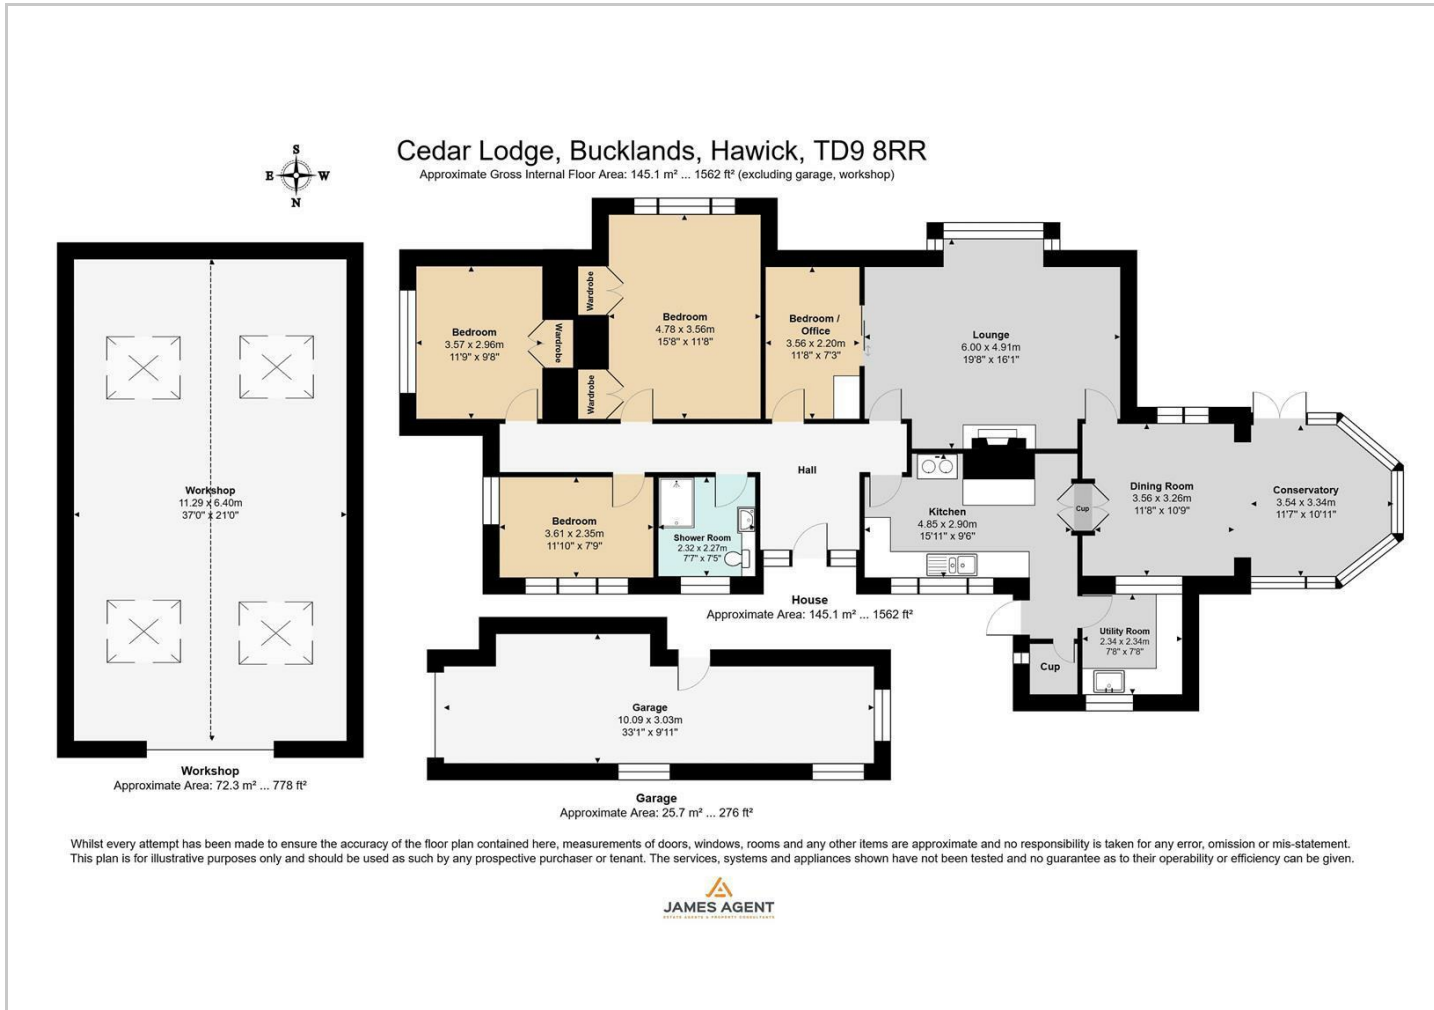 Cedar Lodge, Bucklands, Hawick, TD9 8RR
Approximate Gross Internal Floor Area: 145.1 m² ... 1562 ft² (excluding garage, workshop)
S
E
W
N
Workshop
11.29 x 6.40m
37'0" x 21'0"
Workshop
Approximate Area: 72.3 m² ... 778 ft²
Bedroom
3.57 x 2.96m
11'9" x 9'8"
Wardrobe
Wardrobe
Wardrobe
Bedroom
4.78 x 3.56m
15'8" x 11'8"
Bedroom /
Office
3.56 x 2.20m
11'8" x 7'3"
Lounge
6.00 x 4.91m
19'8" x 16'1"
Hall
Bedroom
3.61 x 2.35m
11'10" x 7'9"
Shower Room
2.32 x 2.27m
7'7" x 7'5"
Kitchen
4.85 x 2.90m
15'11" x 9'6"
Cup
Dining Room
3.56 x 3.26m
11'8" x 10'9"
Conservatory
3.54 x 3.34m
11'7" x 10'11"
House
Approximate Area: 145.1 m² ... 1562 ft²
Utility Room
2.34 x 2.34m
7'8" x 7'8"
Cup
Garage
10.09 x 3.03m
33'1" x 9'11"
Garage
Approximate Area: 25.7 m² ... 276 ft²
Whilst every attempt has been made to ensure the accuracy of the floor plan contained here, measurements of doors, windows, rooms and any other items are approximate and no responsibility is taken for any error, omission or mis-statement.
This plan is for illustrative purposes only and should be used as such by any prospective purchaser or tenant. The services, systems and appliances shown have not been tested and no guarantee as to their operability or efficiency can be given.
JAMES AGENT
ESTATE AGENTS & PROPERTY CONSULTANTS